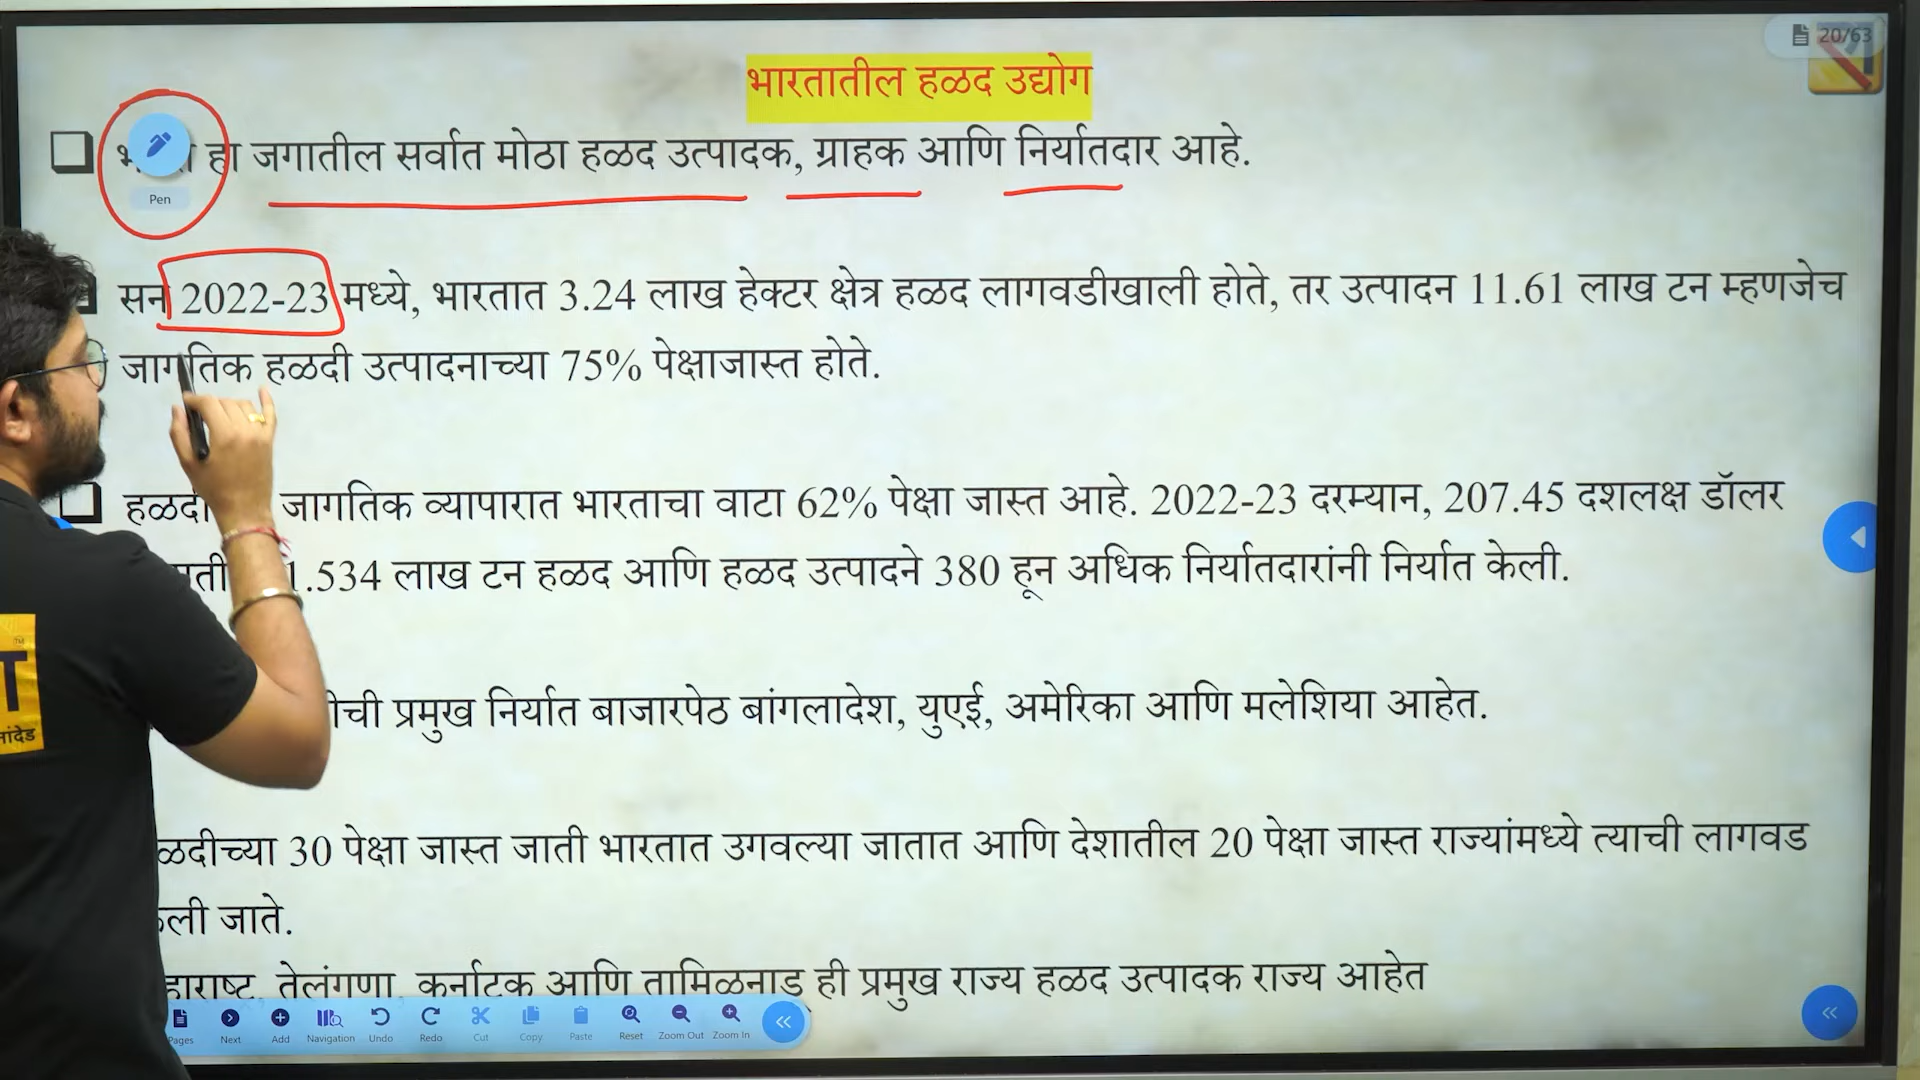 20/63
भारतातील हळद उद्योग
हा जगातील सर्वात मोठा हळद उत्पादक, ग्राहक आणि निर्यातदार आहे.
Pen
सन 2022-23 मध्ये, भारतात 3.24 लाख हेक्टर क्षेत्र हळद लागवडीखाली होते, तर उत्पादन 11.61 लाख टन म्हणजेच
जागतिक हळदी उत्पादनाच्या 75% पेक्षाजास्त होते.
जागतिक व्यापारात भारताचा वाटा 62% पेक्षा जास्त आहे. 2022-23 दरम्यान, 207.45 दशलक्ष डॉलर
1.534 लाख टन हळद आणि हळद उत्पादने 380 हून अधिक निर्यातदारांनी निर्यात केली.
प्रमुख निर्यात बाजारपेठ बांगलादेश, युएई, अमेरिका आणि मलेशिया आहेत.
ळदीच्या 30 पेक्षा जास्त जाती भारतात उगवल्या जातात आणि देशातील 20 पेक्षा जास्त राज्यांमध्ये त्याची लागवड
जाते.
तेलंगणा, कर्नाटक आणि तामिळनाडू ही प्रमुख राज्य हळद उत्पादक राज्य आहेत
Pages Next Add Navigation Undo Redo Cut Copy Paste Reset Zoom Out Zoom In
T
TM
नांदेड